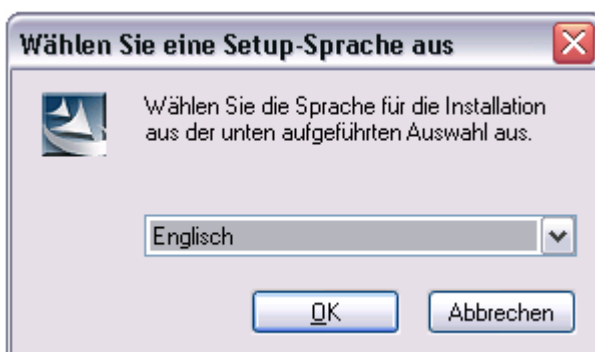 Wählen Sie eine Setup-Sprache aus
Wählen Sie die Sprache für die Installation
aus der unten aufgeführten Auswahl aus.
Englisch
OK
Abbrechen